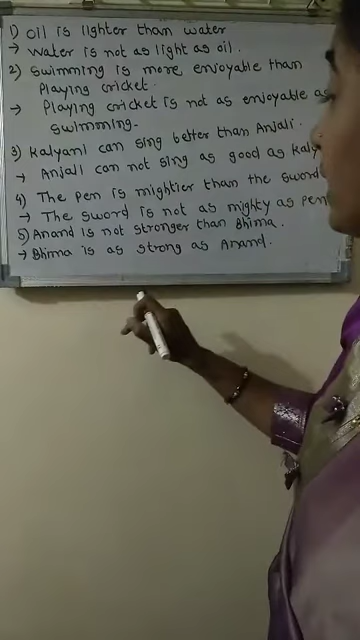 1) Oil is lighter than water
→ Water is not as light as oil.
2) Swimming is more enjoyable than
Playing cricket.
→ Playing cricket is not as enjoyable as
swimming.
3) Kalyani can sing better than Anjali.
→ Anjali can not sing as good as Kaly
4) The pen is mightier than the sword
→ The sword is not as mighty as pen
5) Anand is not stronger than Bhima.
→ Bhima is as strong as Anand.